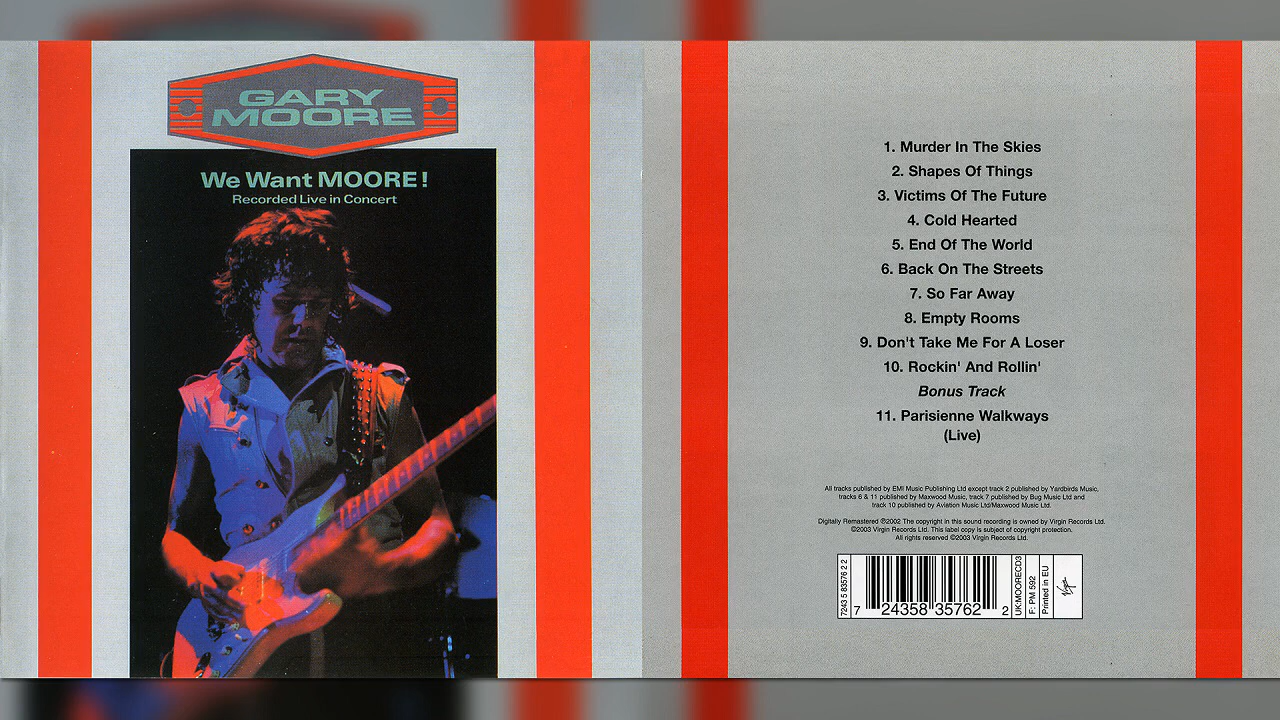 GARY
MOORE
We Want MOORE!
Recorded Live in Concert
1. Murder In The Skies
2. Shapes Of Things
3. Victims Of The Future
4. Cold Hearted
5. End Of The World
6. Back On The Streets
7. So Far Away
8. Empty Rooms
9. Don't Take Me For A Loser
10. Rockin' And Rollin'
Bonus Track
11. Parisienne Walkways
(Live)
All tracks published by EMI Music Publishing Ltd except track 2 published by Yardbirds Music,
tracks 6 & 11 published by Maxwood Music, track 7 published by Bug Music Ltd and
track 10 published by Aviation Music Ltd/Maxwood Music Ltd.
Digitally Remastered ℗2002 The copyright in this sound recording is owned by Virgin Records Ltd.
©2003 Virgin Records Ltd. This label copy is subject of copyright protection.
All rights reserved ©2003 Virgin Records Ltd.
7243 5 83576 2 2
7 24358 35762 2
UK:MOORECD3
F: PM 592
Printed in EU
Virgin